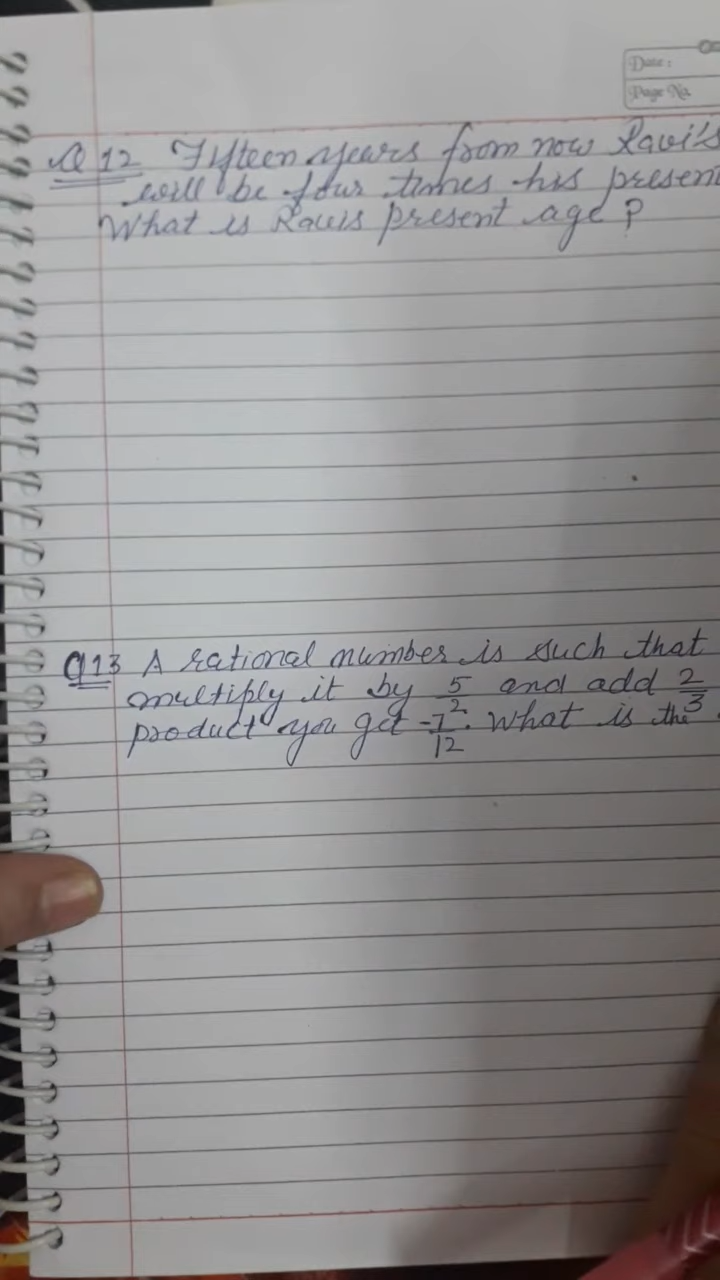 Date:
Page No.
Q 12 Fifteen years from now Ravi's
will be four times his presen
What is Ravis present age?
Q13 A rational number is such that
multiply it by 5/2 and add 2/3
product you get -7/12. What is the